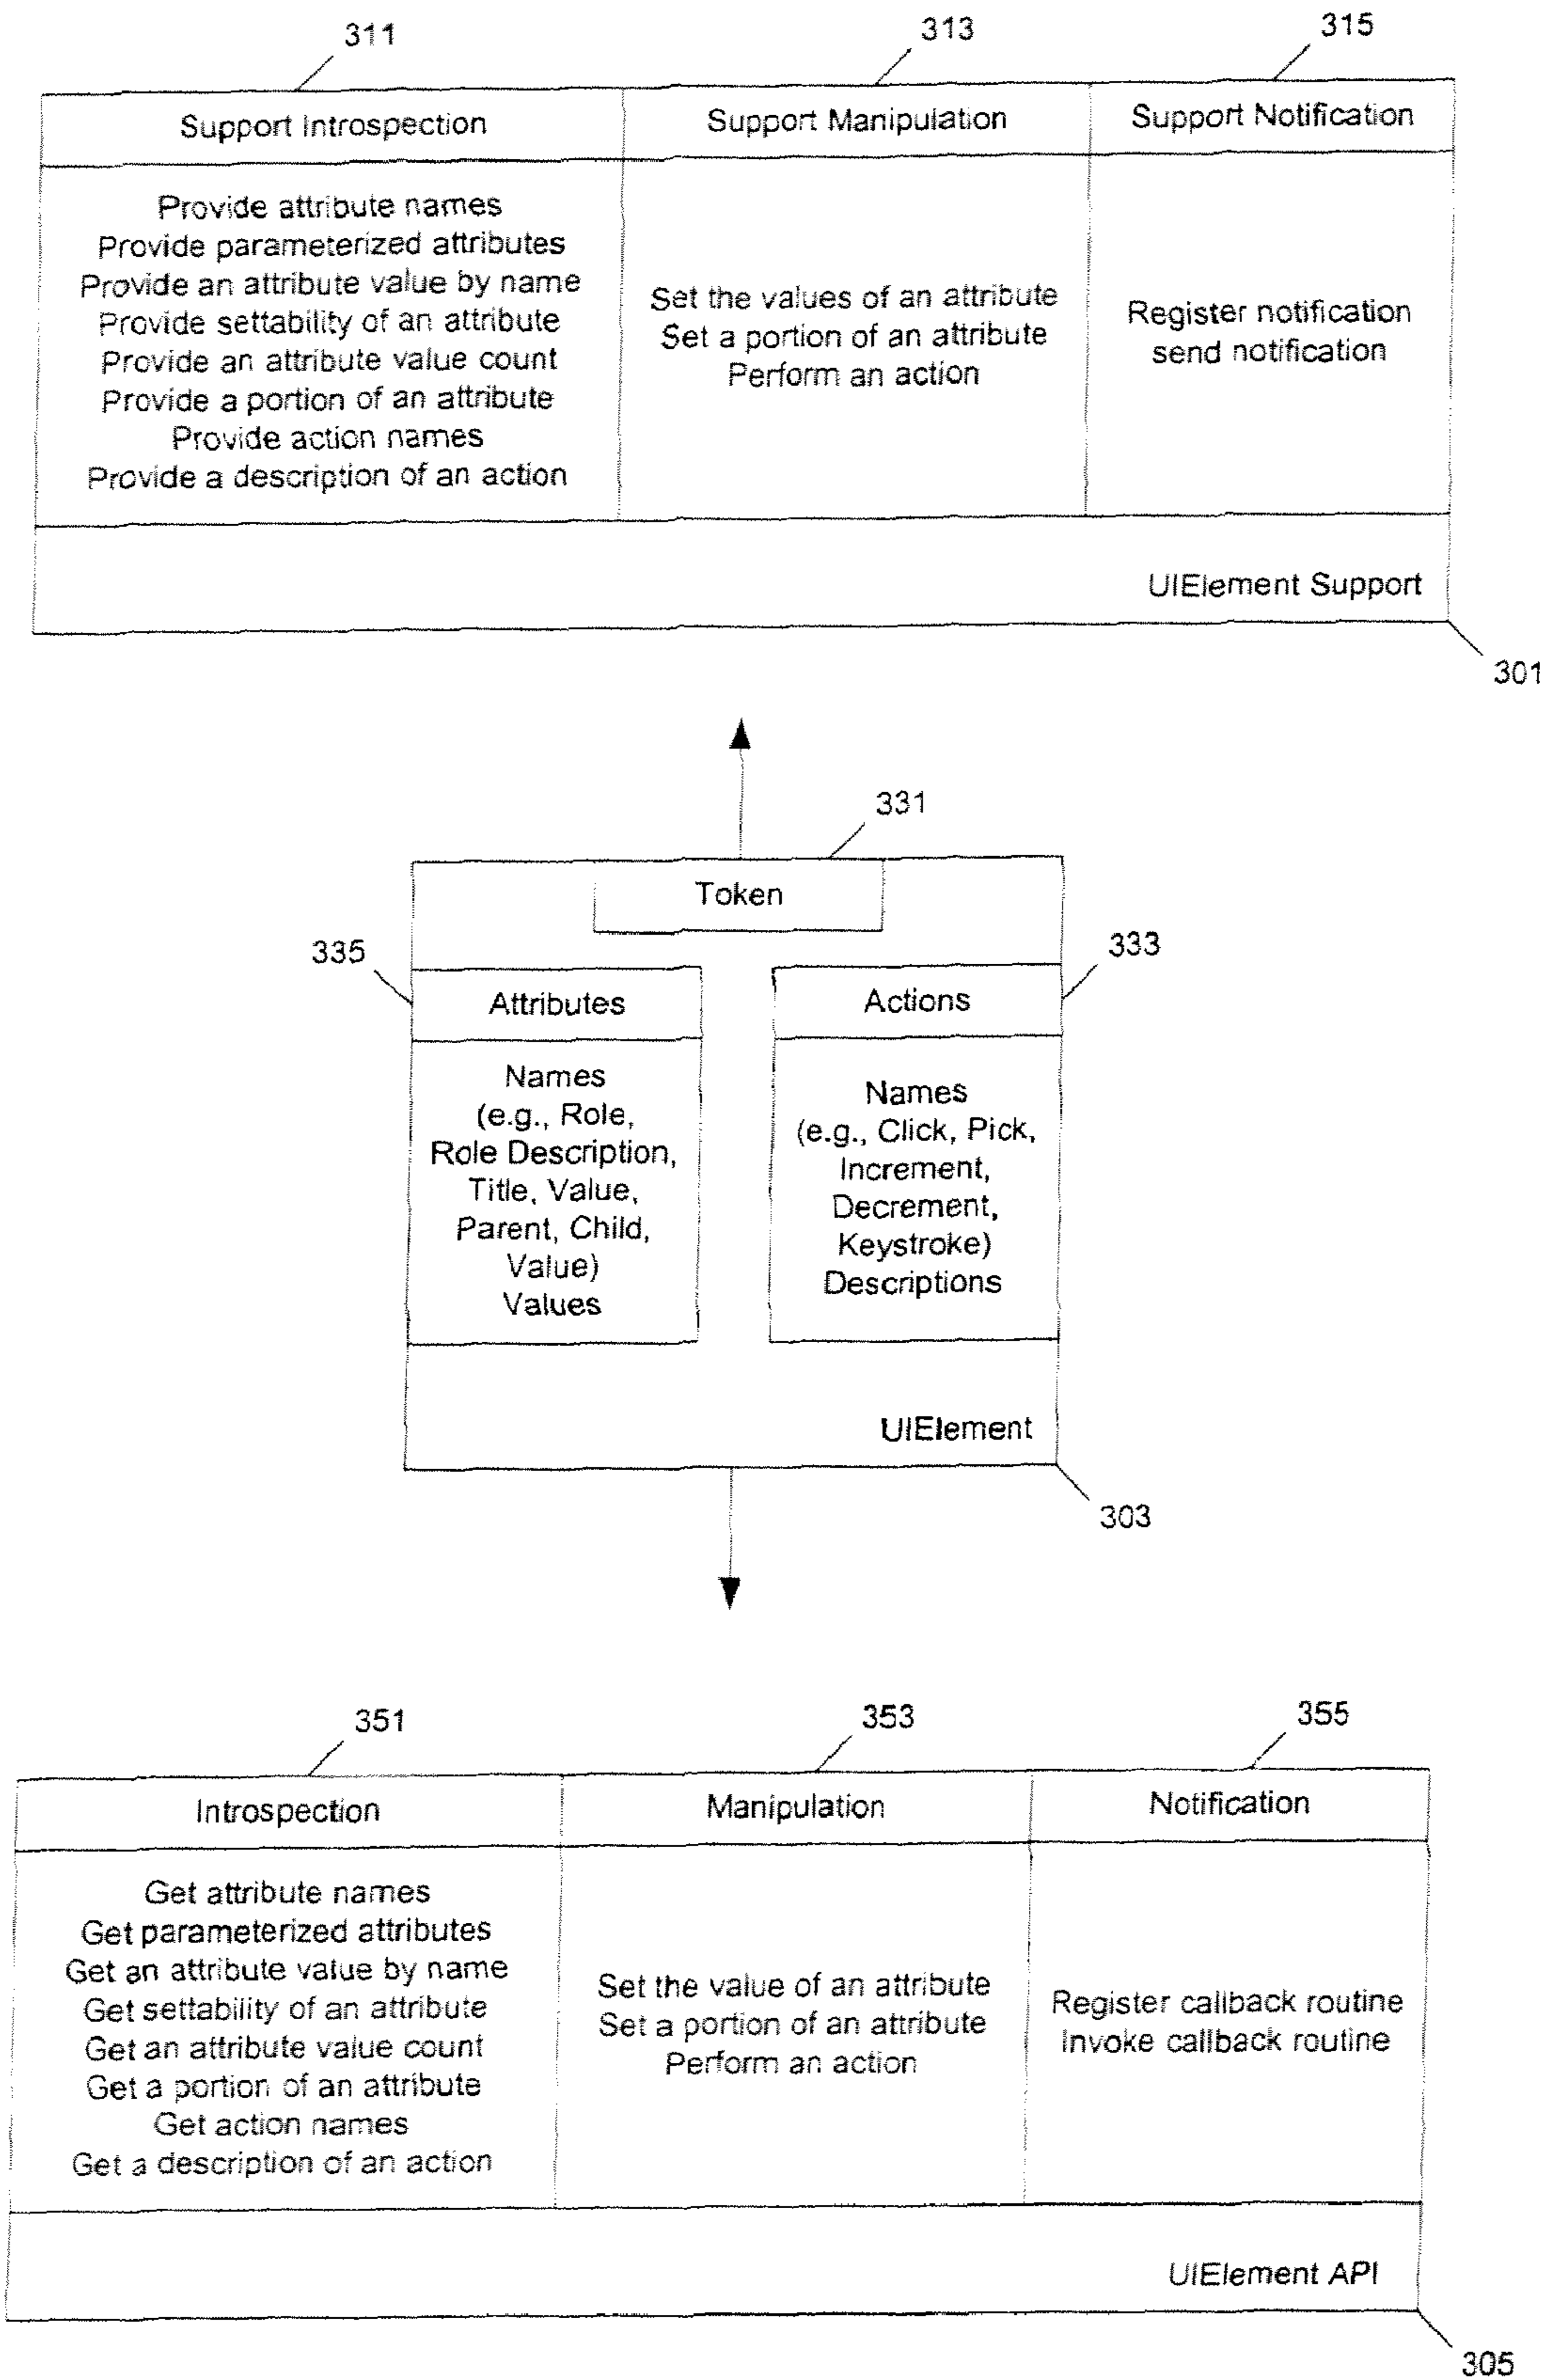 311
313
315
Support Introspection
Support Manipulation
Support Notification
Provide attribute names
Provide parameterized attributes
Provide an attribute value by name
Provide settability of an attribute
Provide an attribute value count
Provide a portion of an attribute
Provide action names
Provide a description of an action
Set the values of an attribute
Set a portion of an attribute
Perform an action
Register notification
send notification
UIElement Support
301
331
Token
335
333
Attributes
Actions
Names
(e.g., Role,
Role Description,
Title, Value,
Parent, Child,
Value)
Values
Names
(e.g., Click, Pick,
Increment,
Decrement,
Keystroke)
Descriptions
UIElement
303
351
353
355
Introspection
Manipulation
Notification
Get attribute names
Get parameterized attributes
Get an attribute value by name
Get settability of an attribute
Get an attribute value count
Get a portion of an attribute
Get action names
Get a description of an action
Set the value of an attribute
Set a portion of an attribute
Perform an action
Register callback routine
Invoke callback routine
UIElement API
305